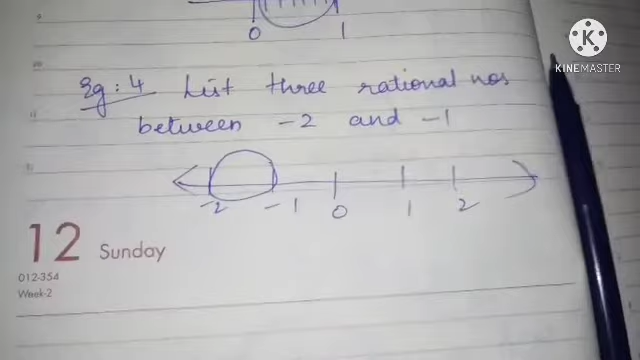 0 1
KINEMASTER
Eg: 4 List three rational nos
between -2 and -1
-2 -1 0 1 2
12 Sunday
012-354
Week-2